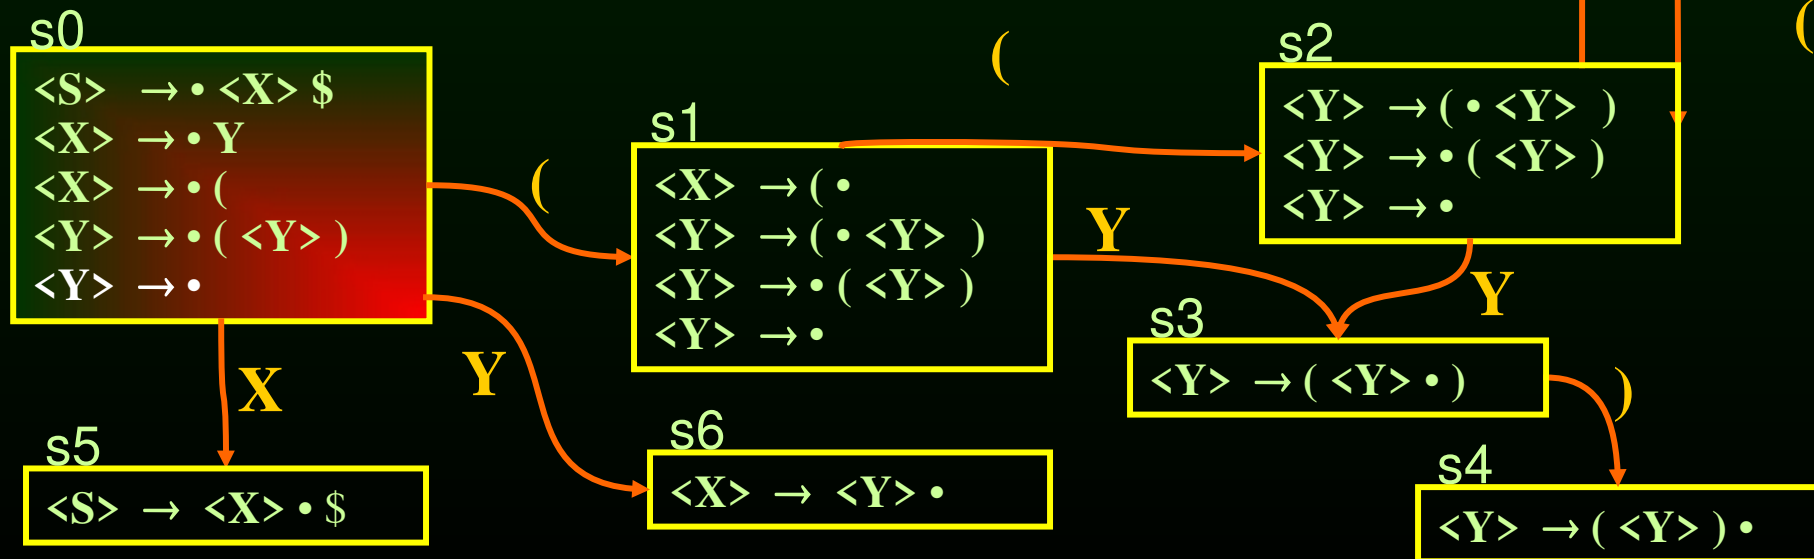 s0
<S> → • <X> $
<X> → • Y
<X> → • (
<Y> → • ( <Y> )
<Y> → •
(
s1
<X> → ( •
<Y> → ( • <Y> )
<Y> → • ( <Y> )
<Y> → •
(
s2
<Y> → ( • <Y> )
<Y> → • ( <Y> )
<Y> → •
(
Y
Y
s3
<Y> → ( <Y> • )
)
X
Y
s5
<S> → <X> • $
s6
<X> → <Y> •
s4
<Y> → ( <Y> ) •